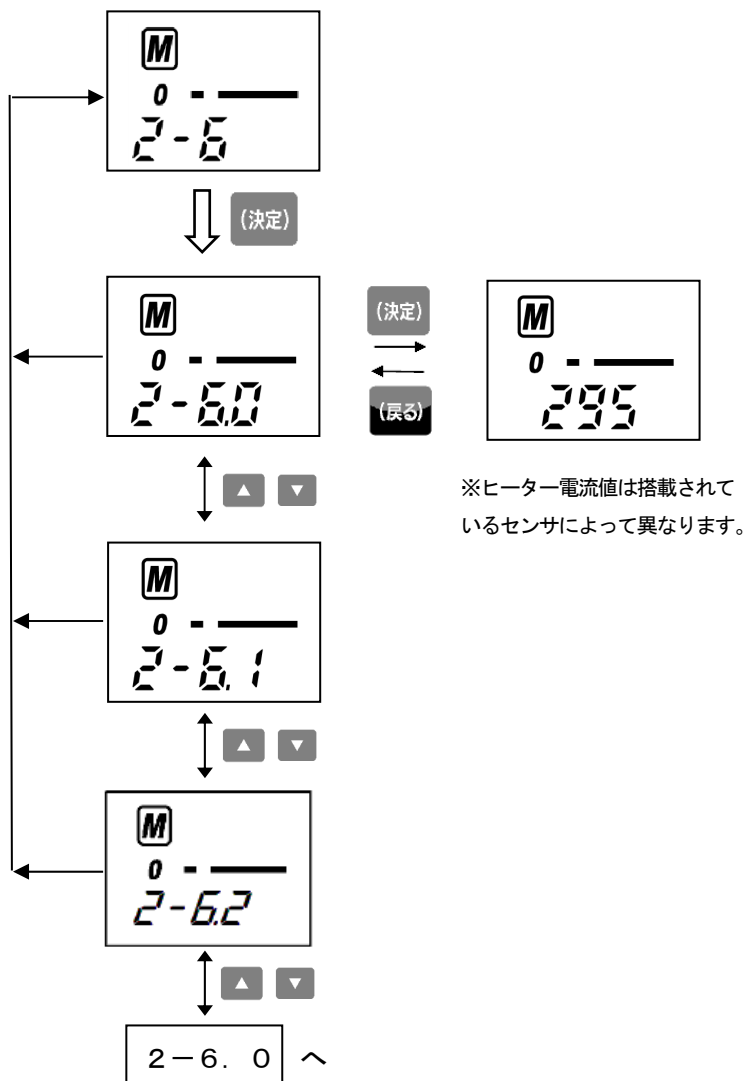 M
0
2-6
(決定)
M
0
2-6.0
(決定)
(戻る)
M
0
295
※ヒーター電流値は搭載されて
いるセンサによって異なります。
▲ ▼
M
0
2-6.1
▲ ▼
M
0
2-6.2
▲ ▼
2-6. 0 へ